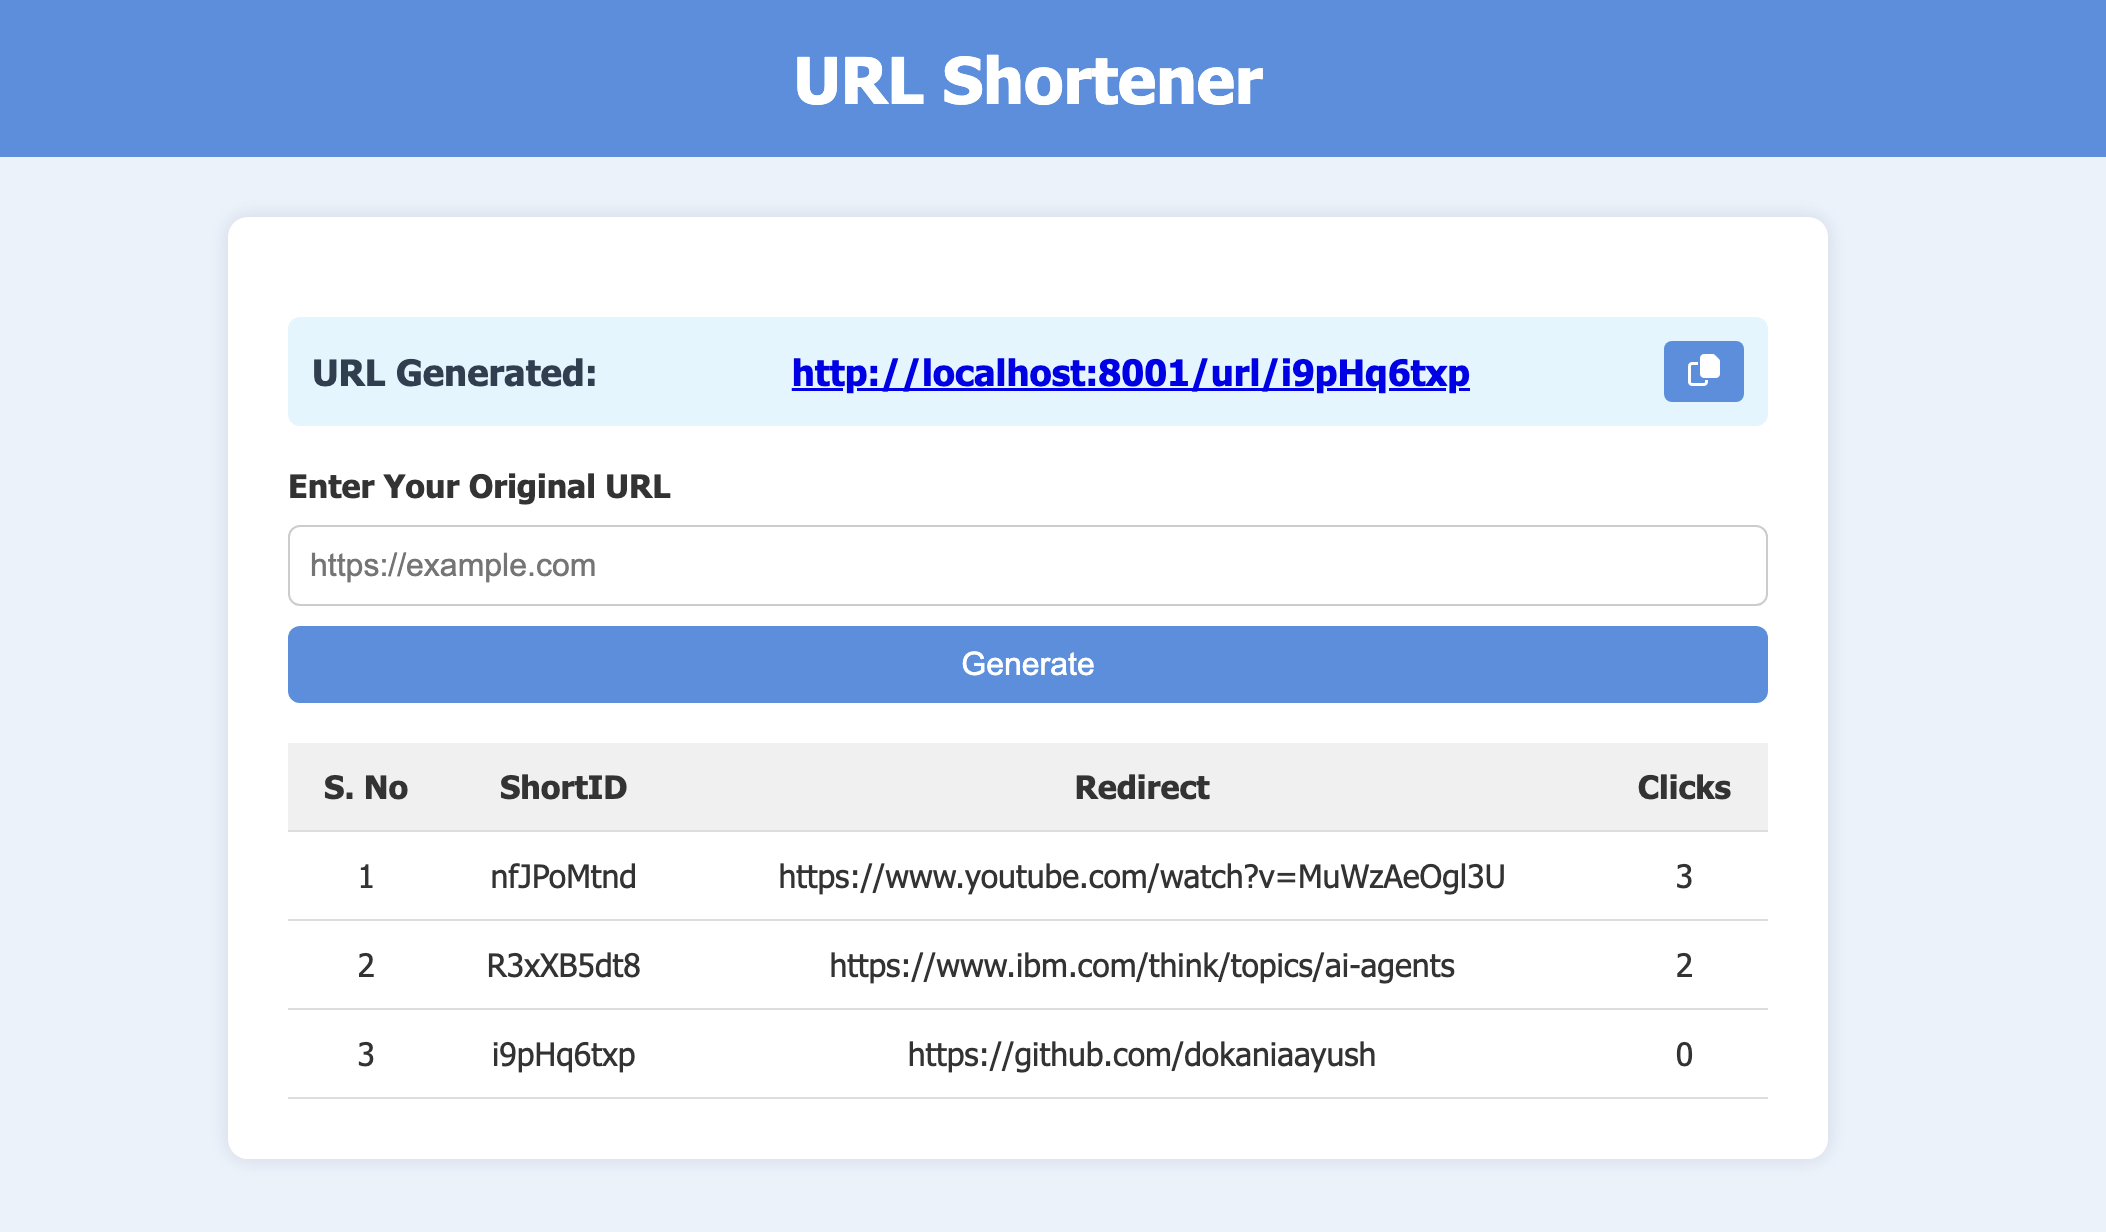 URL Shortener
URL Generated: http://localhost:8001/url/i9pHq6txp
Enter Your Original URL
https://example.com
Generate
S. No ShortID Redirect Clicks
1 nfJPoMtnd https://www.youtube.com/watch?v=MuWzAeOgl3U 3
2 R3xXB5dt8 https://www.ibm.com/think/topics/ai-agents 2
3 i9pHq6txp https://github.com/dokaniaayush 0